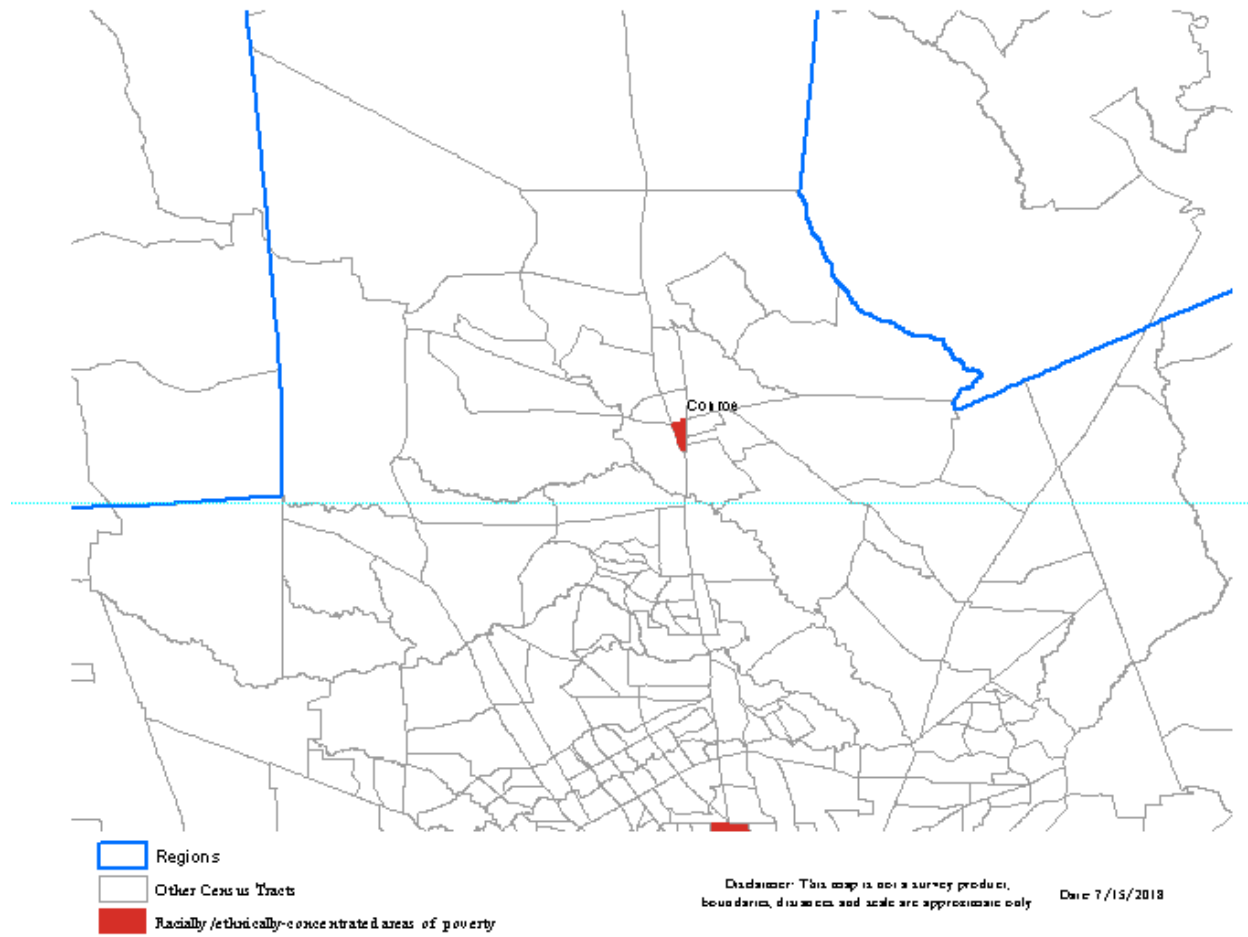 Conroe
Regions
Other Census Tracts
Racially/ethnically-concentrated areas of poverty
Disclaimer: This map is not a survey product,
boundaries, distances and scale are approximate only
Date: 7/15/2018